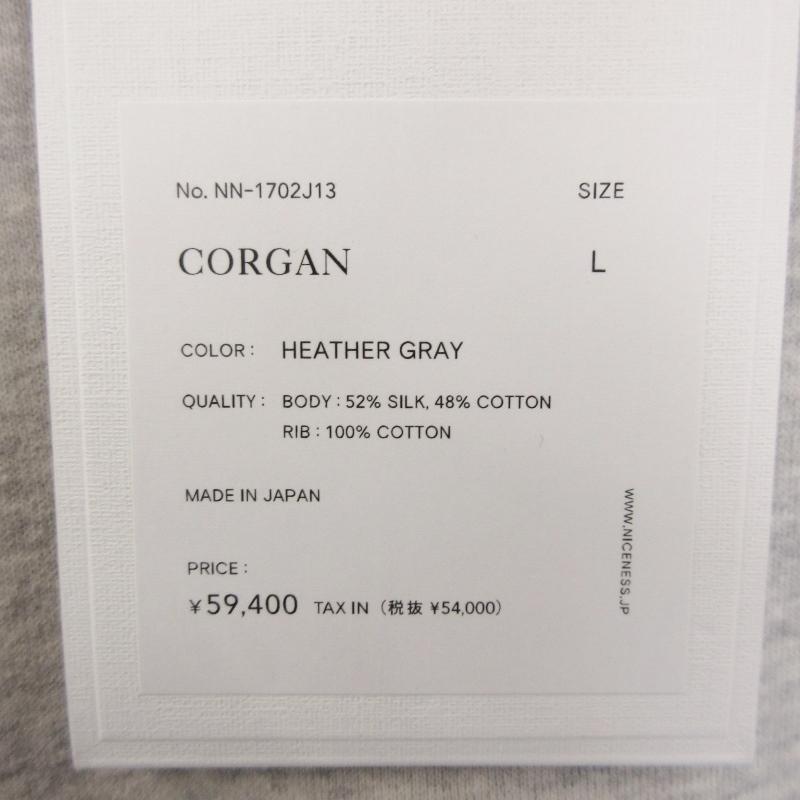 No. NN-1702J13 SIZE
CORGAN L
COLOR : HEATHER GRAY
QUALITY : BODY : 52% SILK, 48% COTTON
RIB : 100% COTTON
MADE IN JAPAN
PRICE :
¥59,400 TAX IN (税抜 ¥54,000)
WWW.NICENESS.JP